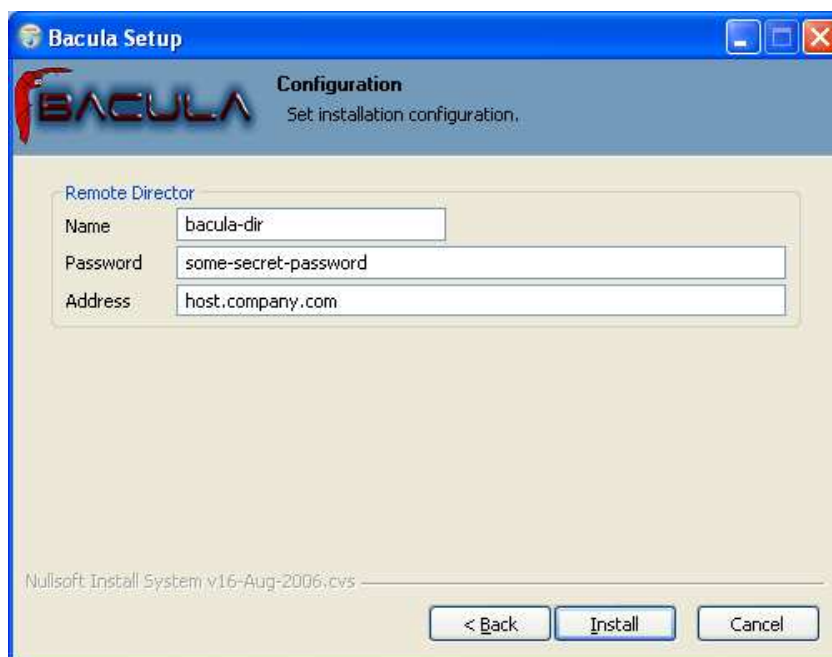 Bacula Setup
BACULA
Configuration
Set installation configuration.
Remote Director
Name bacula-dir
Password some-secret-password
Address host.company.com
Nullsoft Install System v16-Aug-2006.cvs
< Back Install Cancel